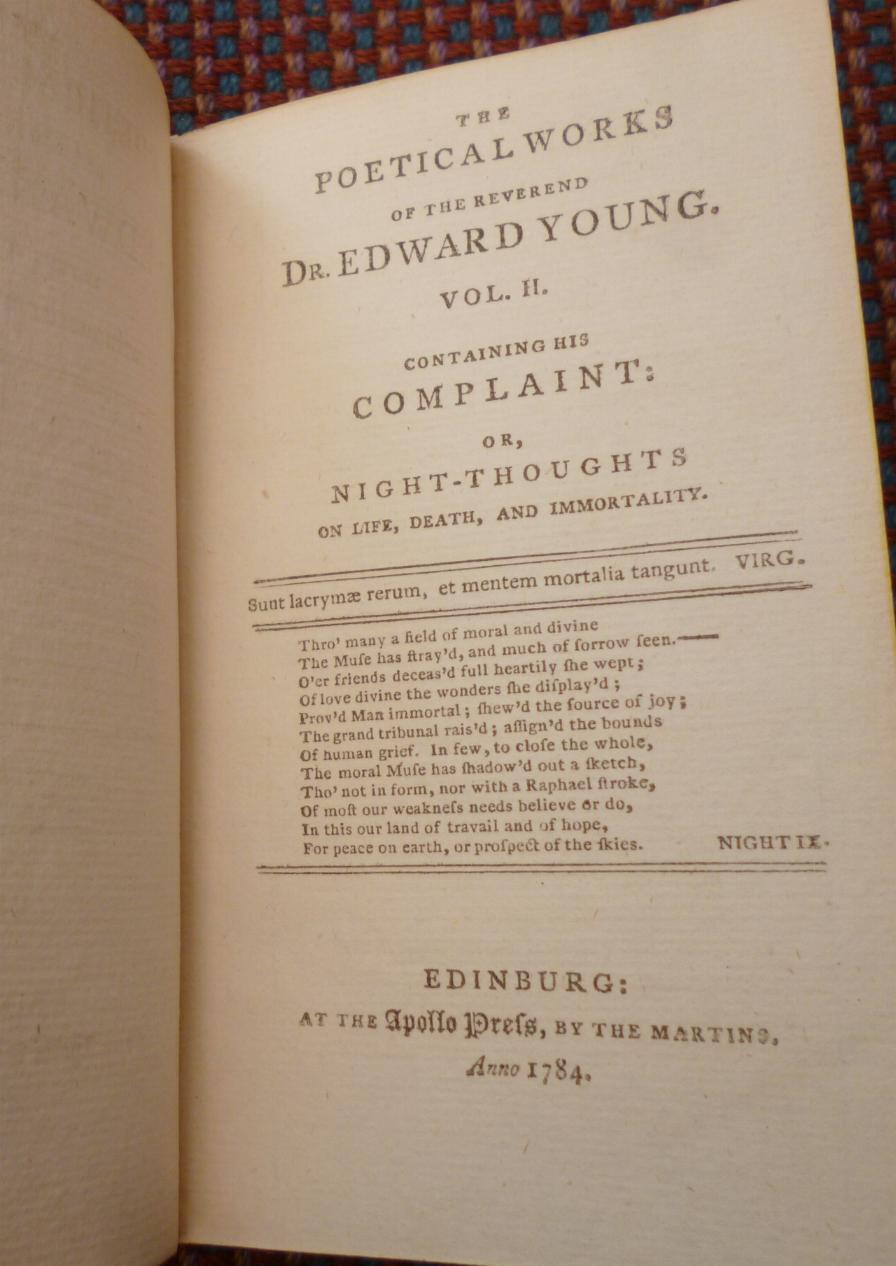 THE
POETICAL WORKS
OF THE REVEREND
DR. EDWARD YOUNG.
VOL. II.
CONTAINING HIS
COMPLAINT:
OR,
NIGHT-THOUGHTS
ON LIFE, DEATH, AND IMMORTALITY.
Sunt lacrymæ rerum, et mentem mortalia tangunt. VIRG.
Thro' many a field of moral and divine
The Muſe has ſtray'd, and much of ſorrow ſeen.—
O'er friends deceas'd full heartily ſhe wept;
Of love divine the wonders ſhe diſplay'd;
Prov'd Man immortal; ſhew'd the ſource of joy;
The grand tribunal rais'd; aſſign'd the bounds
Of human grief. In few, to cloſe the whole,
The moral Muſe has ſhadow'd out a ſketch,
Tho' not in form, nor with a Raphael ſtroke,
Of moſt our weakneſs needs believe or do,
In this our land of travail and of hope,
For peace on earth, or proſpect of the ſkies. NIGHT IX.
EDINBURG:
AT THE Apollo Preſs, BY THE MARTINS.
Anno 1784.